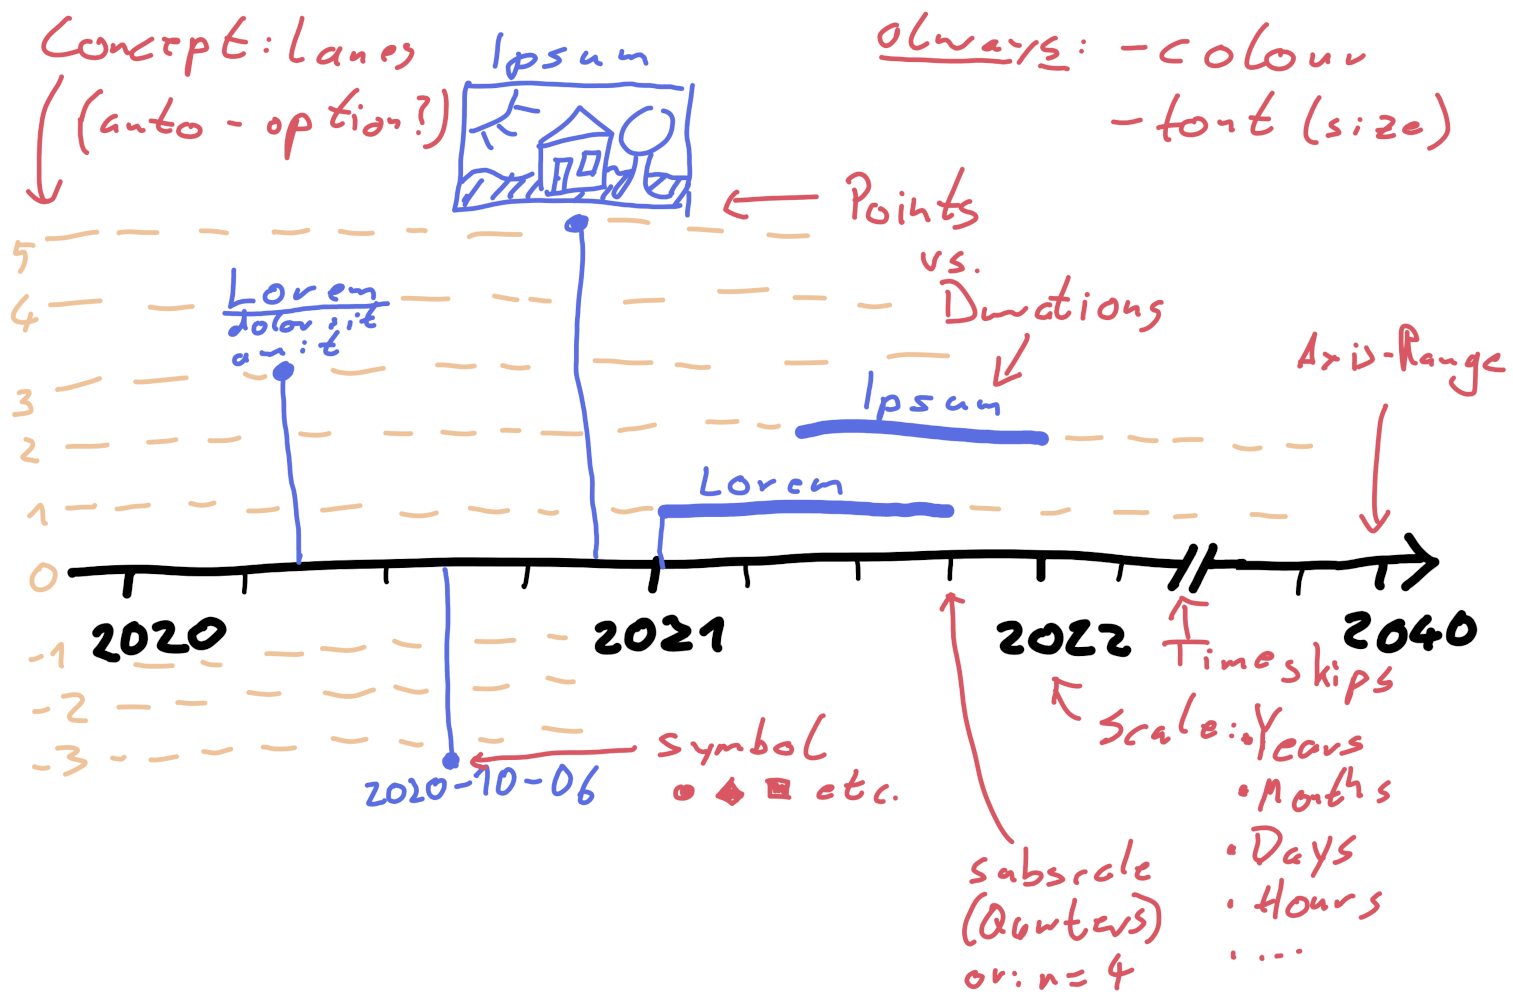 Concept: Lanes
(auto - option?)
Ipsum
always: - colour
- font (size)
Points
vs.
Durations
Axis-Range
5
4
3
2
1
0
-1
-2
-3
Lorem
dolor sit
amit
Ipsum
Lorem
2020
2021
2022
2040
Timeskips
Scale: • Years
• Months
• Days
• Hours
• ....
symbol
etc.
2020-10-06
subscale
(Quarters)
or: n = 4